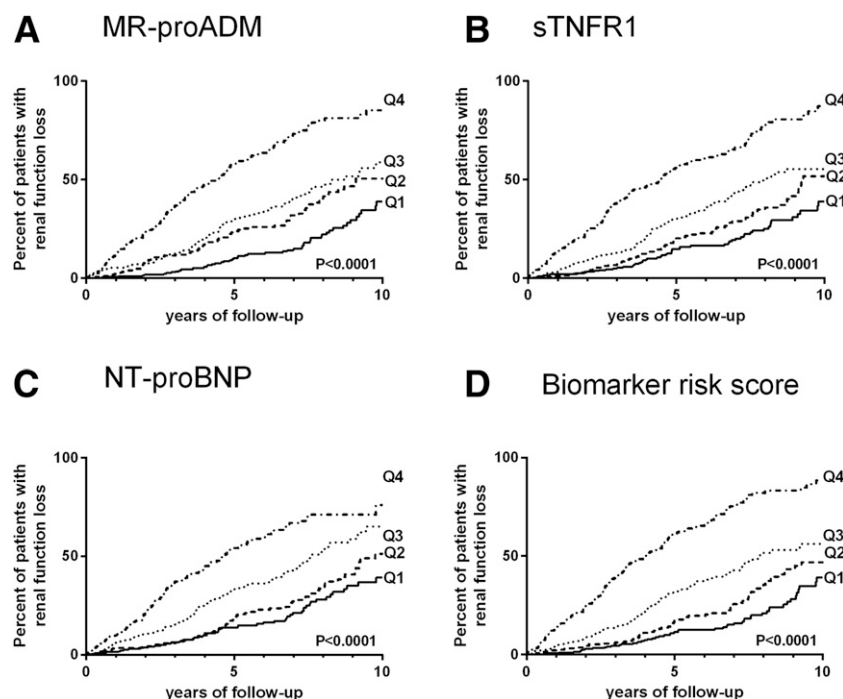 A MR-proADM
Percent of patients with
renal function loss
100
50
0
Q4
Q3
Q2
Q1
P<0.0001
0 5 10
years of follow-up
B sTNFR1
Percent of patients with
renal function loss
100
50
0
Q4
Q3
Q2
Q1
P<0.0001
0 5 10
years of follow-up
C NT-proBNP
Percent of patients with
renal function loss
100
50
0
Q4
Q3
Q2
Q1
P<0.0001
0 5 10
years of follow-up
D Biomarker risk score
Percent of patients with
renal function loss
100
50
0
Q4
Q3
Q2
Q1
P<0.0001
0 5 10
years of follow-up